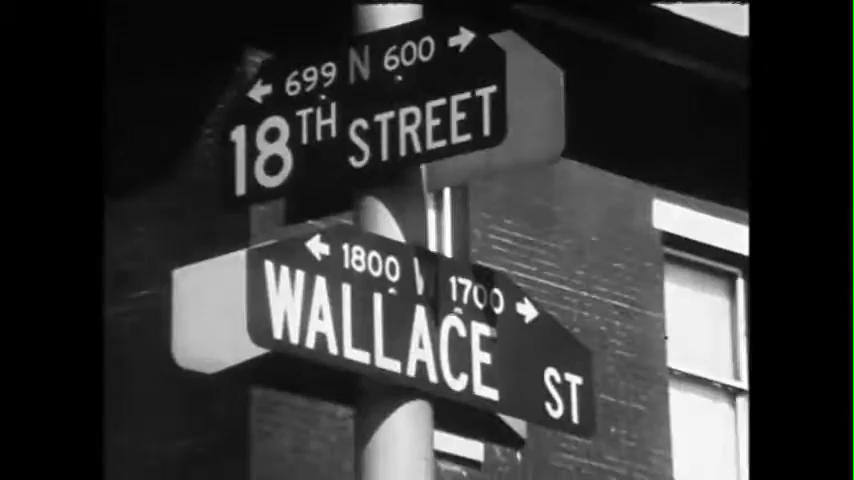 ← 699 N 600 →
18TH STREET
← 1800 W 1700 →
WALLACE ST